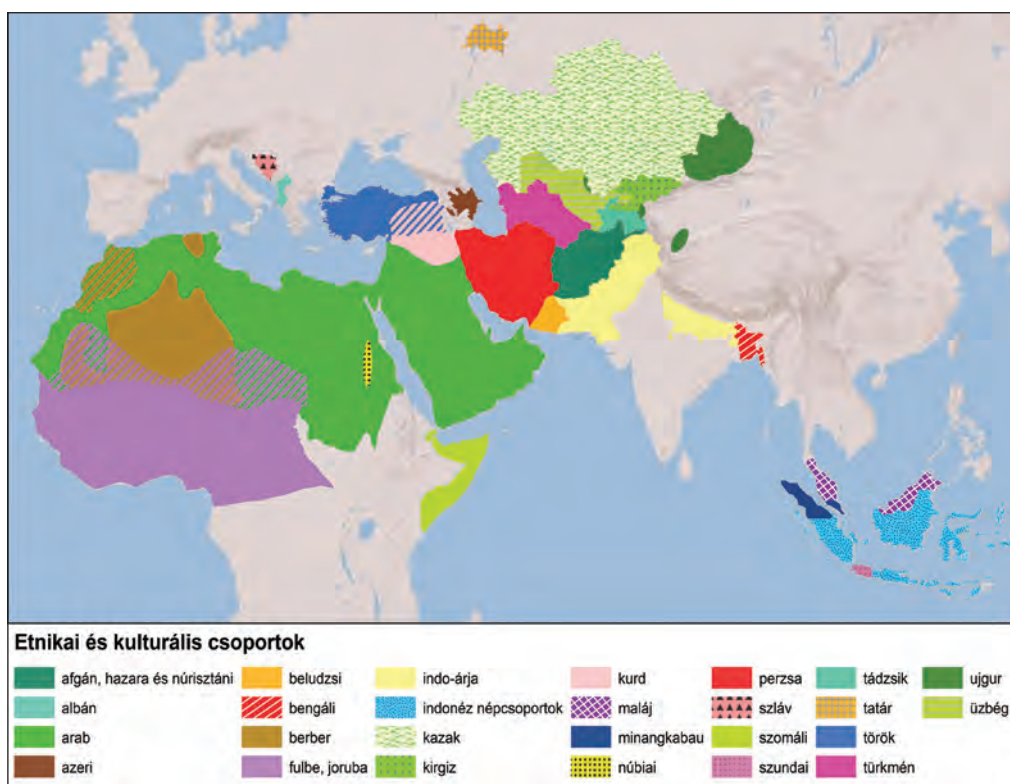 Etnikai és kulturális csoportok
afgán, hazara és núrisztáni
albán
arab
azeri
beludzsi
bengáli
berber
fulbe, joruba
indo-árja
indonéz népcsoportok
kazak
kirgiz
kurd
maláj
minangkabau
núbiai
perzsa
szláv
szomáli
szundai
tádzsik
tatár
török
türkmén
ujgur
üzbég